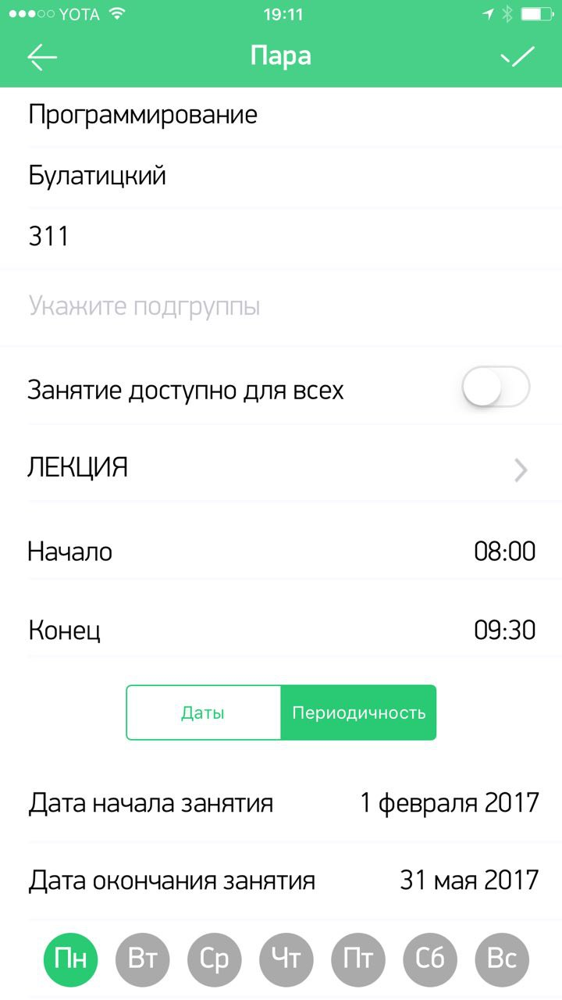 YOTA 19:11
Пара
Программирование
Булатицкий
311
Укажите подгруппы
Занятие доступно для всех
ЛЕКЦИЯ
Начало 08:00
Конец 09:30
Даты Периодичность
Дата начала занятия 1 февраля 2017
Дата окончания занятия 31 мая 2017
Пн Вт Ср Чт Пт Сб Вс